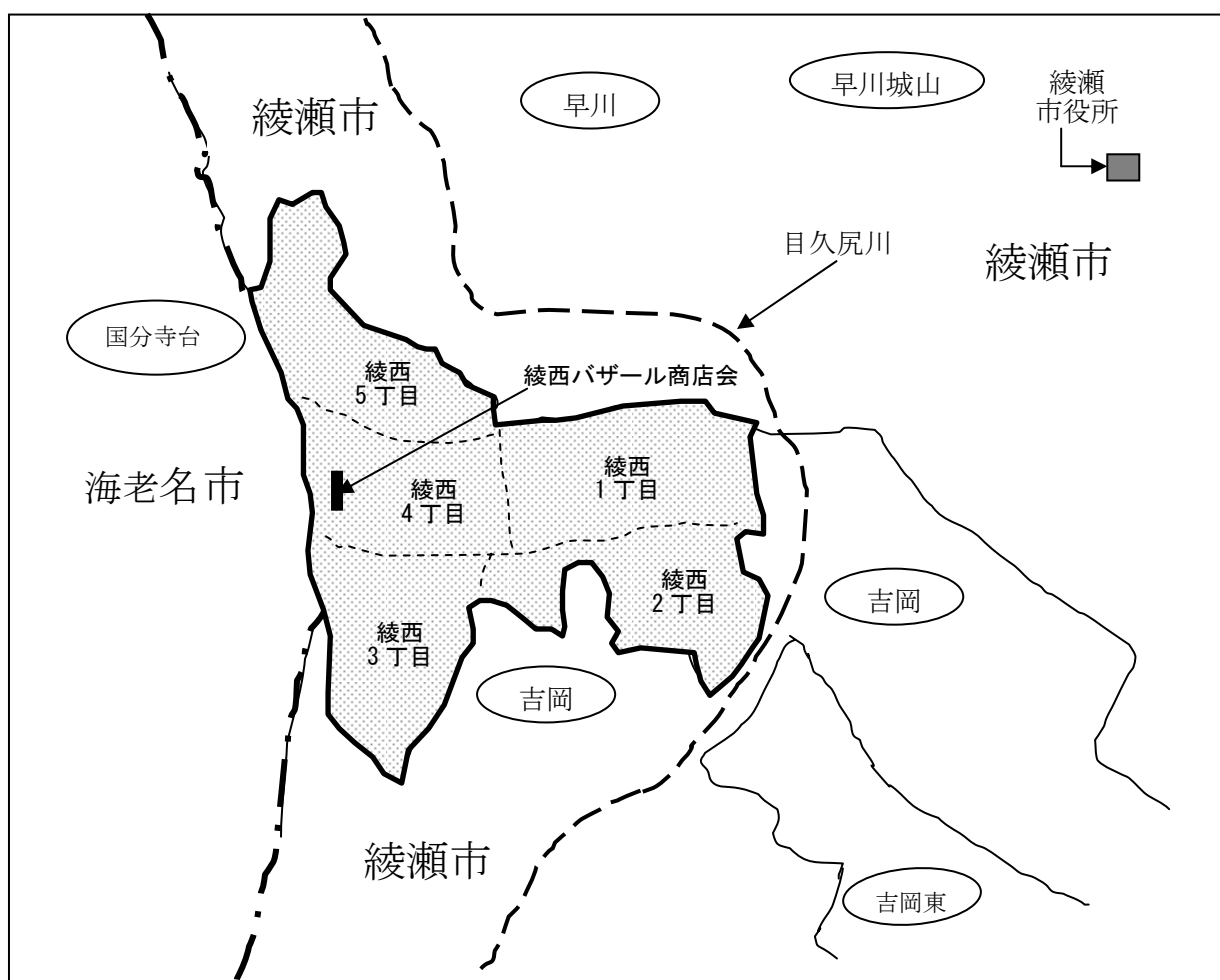 早川城山
綾瀬
市役所
早川
綾瀬市
目久尻川
綾瀬市
国分寺台
綾西
5 丁目
綾西バザール商店会
海老名市
綾西
4 丁目
綾西
1 丁目
綾西
2 丁目
吉岡
綾西
3 丁目
吉岡
綾瀬市
吉岡東